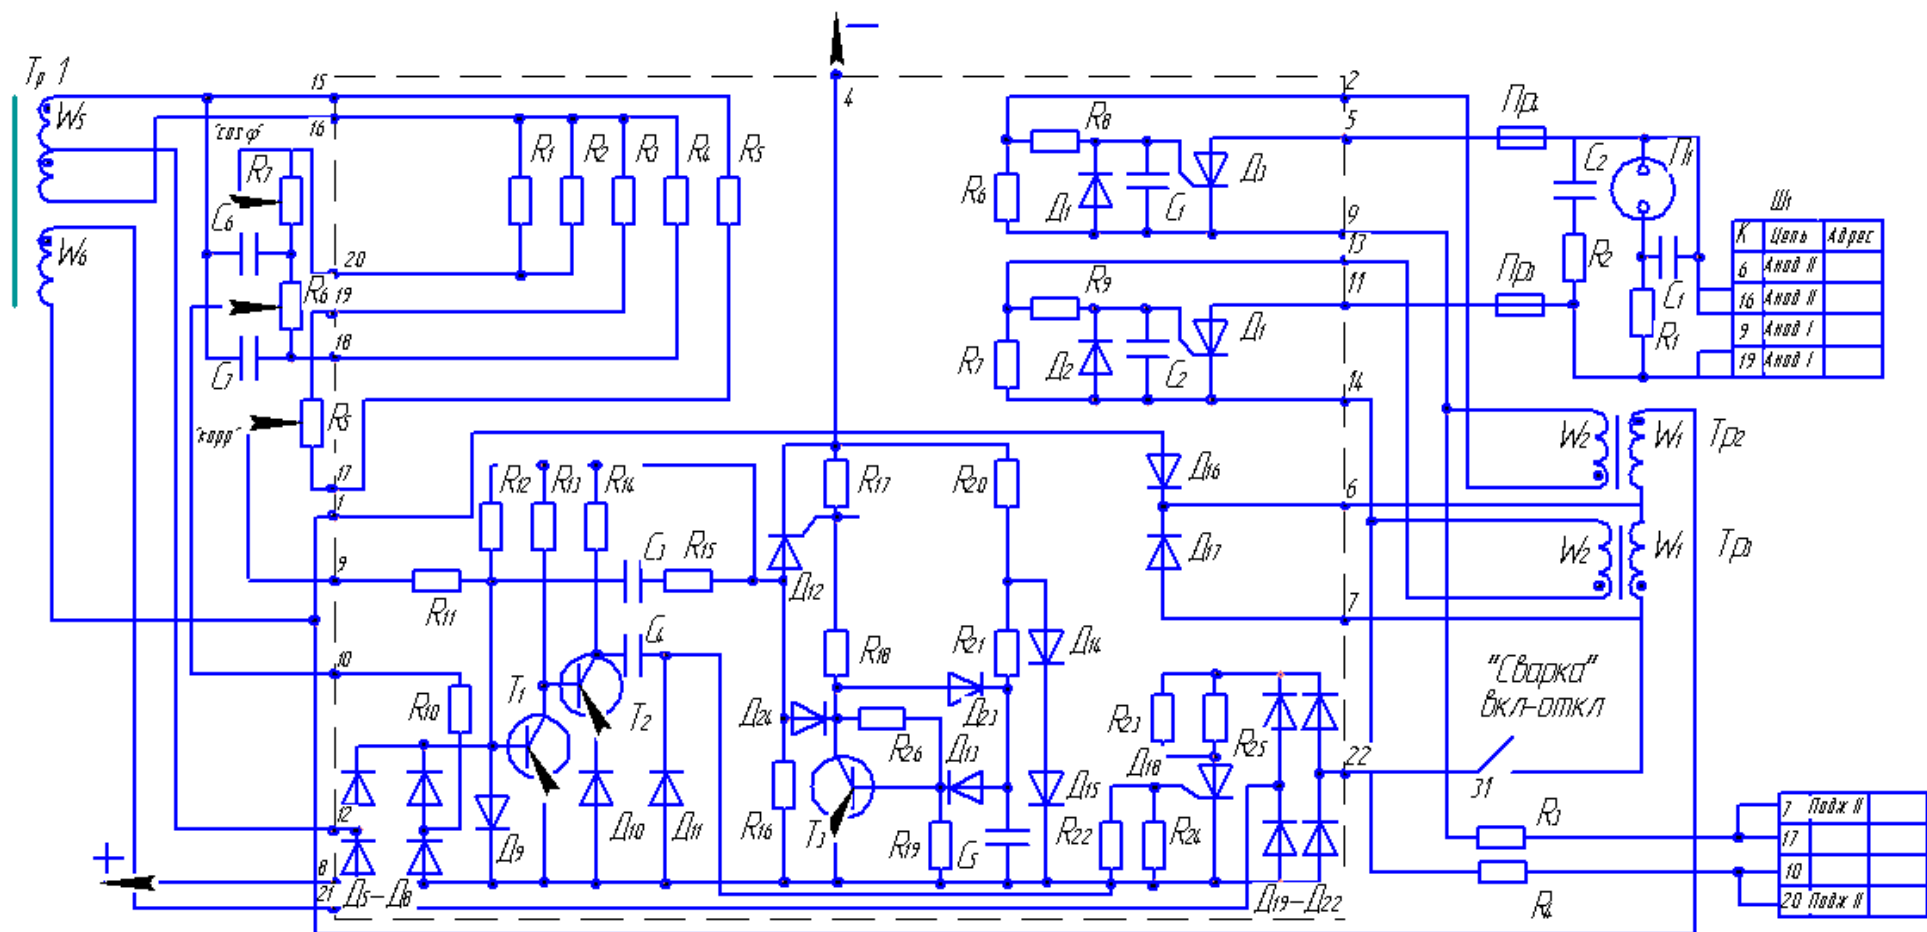 Тр 1
W5
W6
15
16
"cos φ"
R7
C6
R6
C7
R5
"корр"
20
19
18
17
1
9
10
12
8
21
+
–
4
R1
R2
R3
R4
R5
R12
R13
R14
R11
R10
C3
R15
C4
T1
T2
Д9
Д10
Д11
Д5–Д8
Д12
R17
R20
R18
R21
Д24
R26
Д23
Д13
Д14
Д15
R16
T3
R19
C5
Д16
Д17
R23
R25
Д18
R22
R24
Д19–Д22
R8
R6
Д1
C1
Д3
R9
R7
Д2
C2
2
5
9
13
11
14
6
7
22
C2
П1
R2
C1
R1
Ш1
К Цепь Адрес
6 Анод II
16 Анод II
9 Анод I
19 Анод I
W2
W1
Тр2
W2
W1
"Сварка"
вкл-откл
31
R3
R4
7 Подж II
17
10
20 Подж II